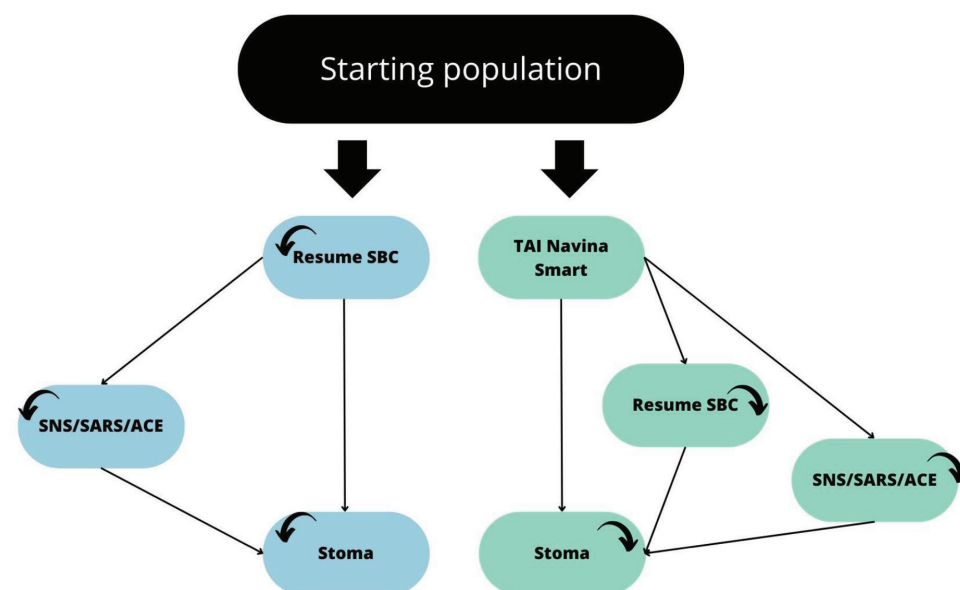 Starting population
Resume SBC
TAI Navina
Smart
Resume SBC
SNS/SARS/ACE
SNS/SARS/ACE
Stoma
Stoma